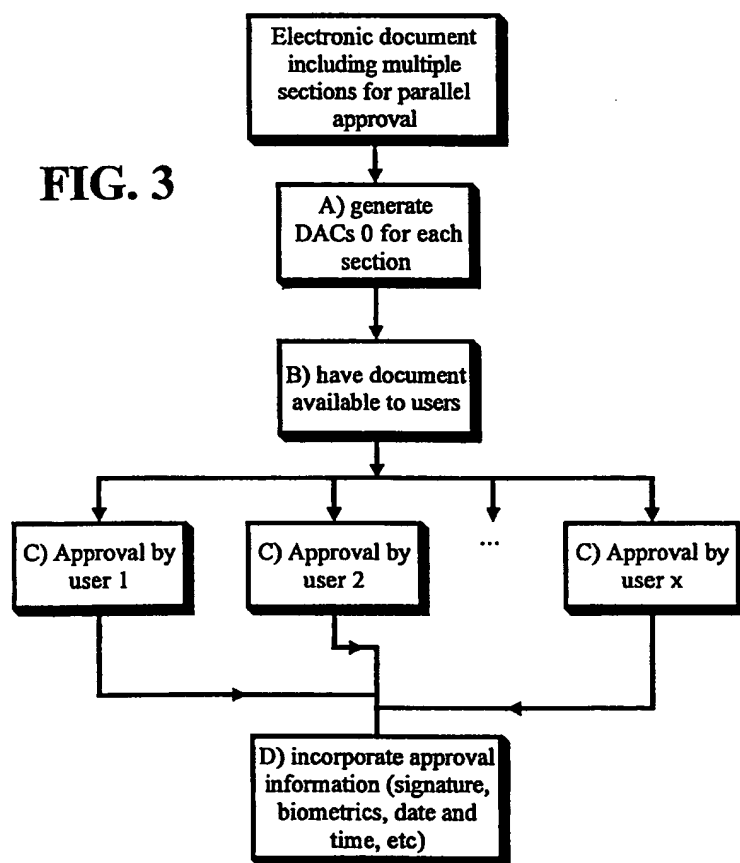 Electronic document
including multiple
sections for parallel
approval
FIG. 3
A) generate
DACs 0 for each
section
B) have document
available to users
C) Approval by
user 1
C) Approval by
user 2
...
C) Approval by
user x
D) incorporate approval
information (signature,
biometrics, date and
time, etc)